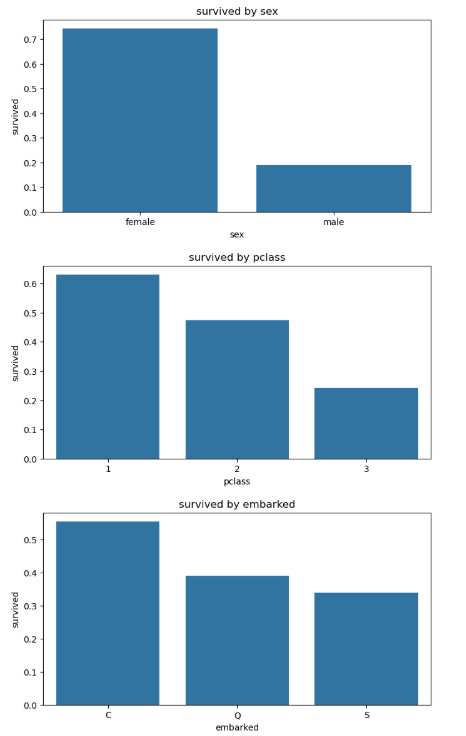 survived by sex
0.7
0.6
0.5
0.4
0.3
0.2
0.1
0.0
survived
female male
sex
survived by pclass
0.6
0.5
0.4
0.3
0.2
0.1
0.0
survived
1 2 3
pclass
survived by embarked
0.5
0.4
0.3
0.2
0.1
0.0
survived
C Q S
embarked